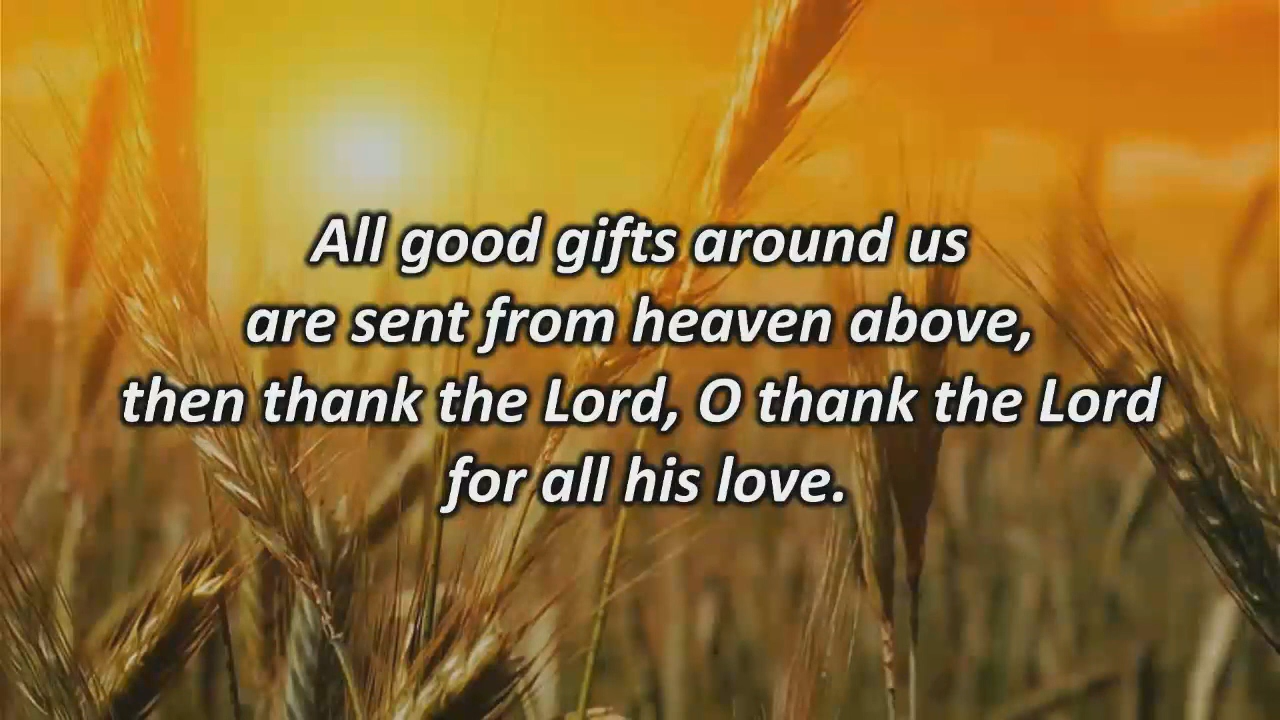 All good gifts around us
are sent from heaven above,
then thank the Lord, O thank the Lord
for all his love.